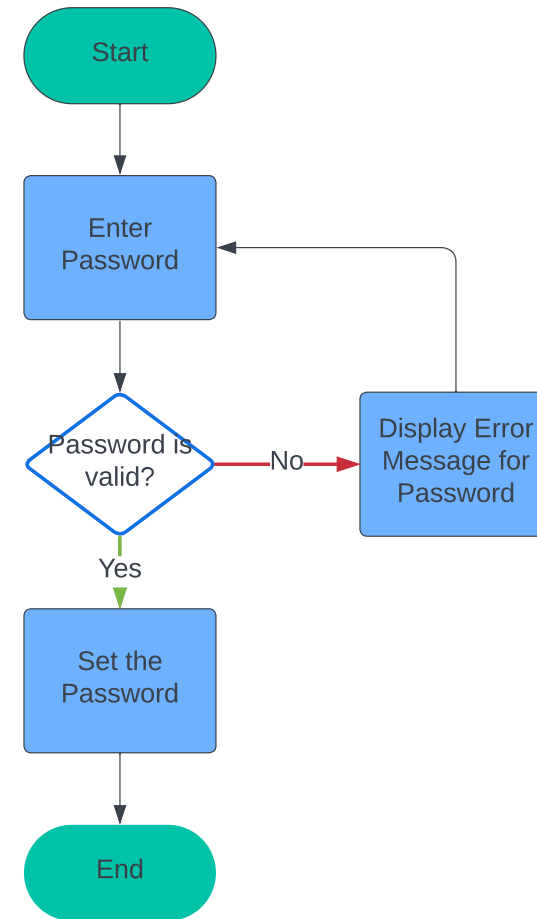 Start
Enter
Password
Password is
valid?
No
Display Error
Message for
Password
Yes
Set the
Password
End